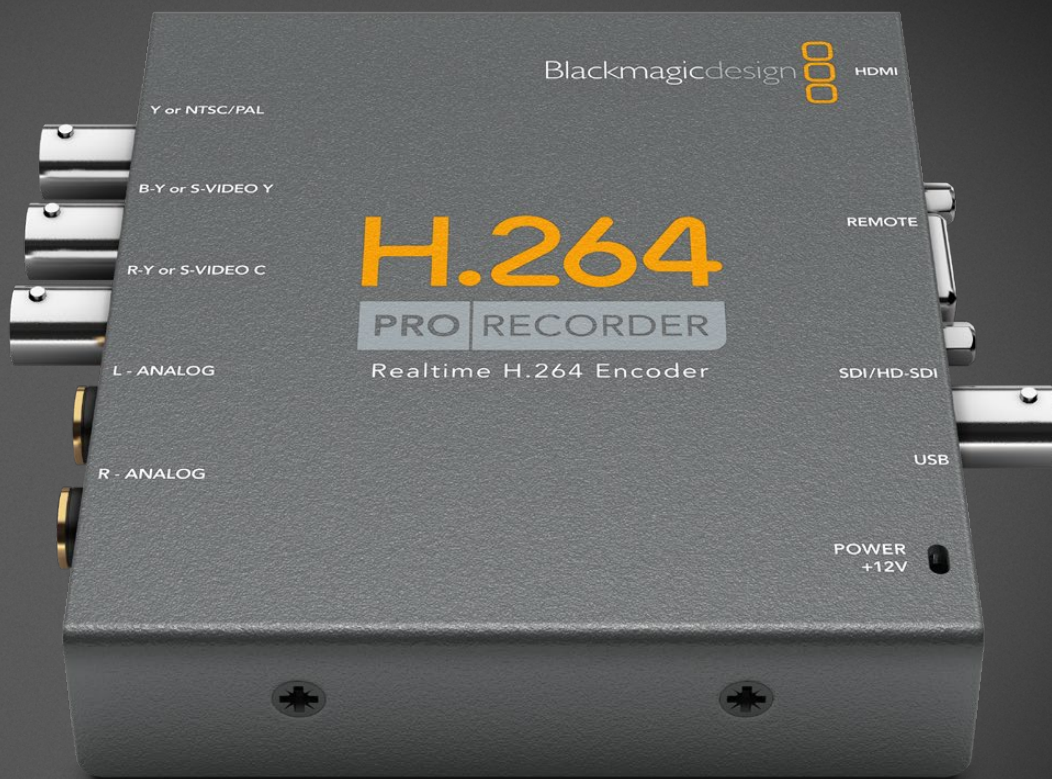 Blackmagicdesign
HDMI
Y or NTSC/PAL
B-Y or S-VIDEO Y
REMOTE
R-Y or S-VIDEO C
H.264
PRO RECORDER
Realtime H.264 Encoder
L - ANALOG
SDI/HD-SDI
USB
R - ANALOG
POWER
+12V